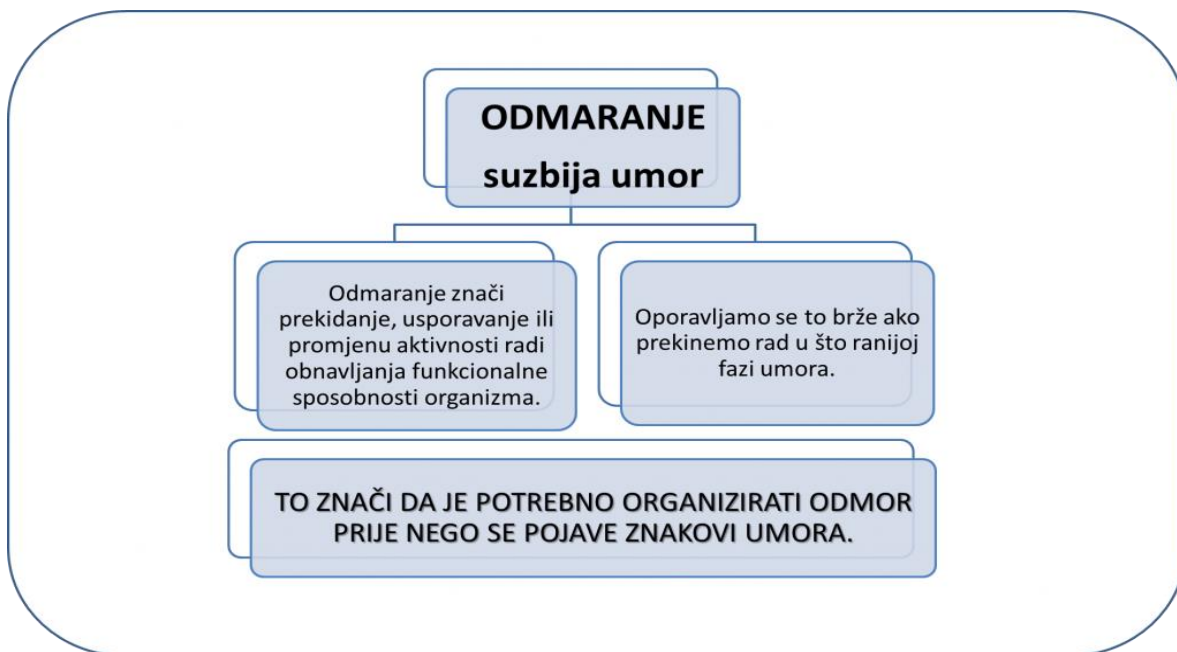 ODMARANJE
suzbija umor
Odmaranje znači
prekidanje, usporavanje ili
promjenu aktivnosti radi
obnavljanja funkcionalne
sposobnosti organizma.
Oporavljamo se to brže ako
prekinemo rad u što ranijoj
fazi umora.
TO ZNAČI DA JE POTREBNO ORGANIZIRATI ODMOR
PRIJE NEGO SE POJAVE ZNAKOVI UMORA.